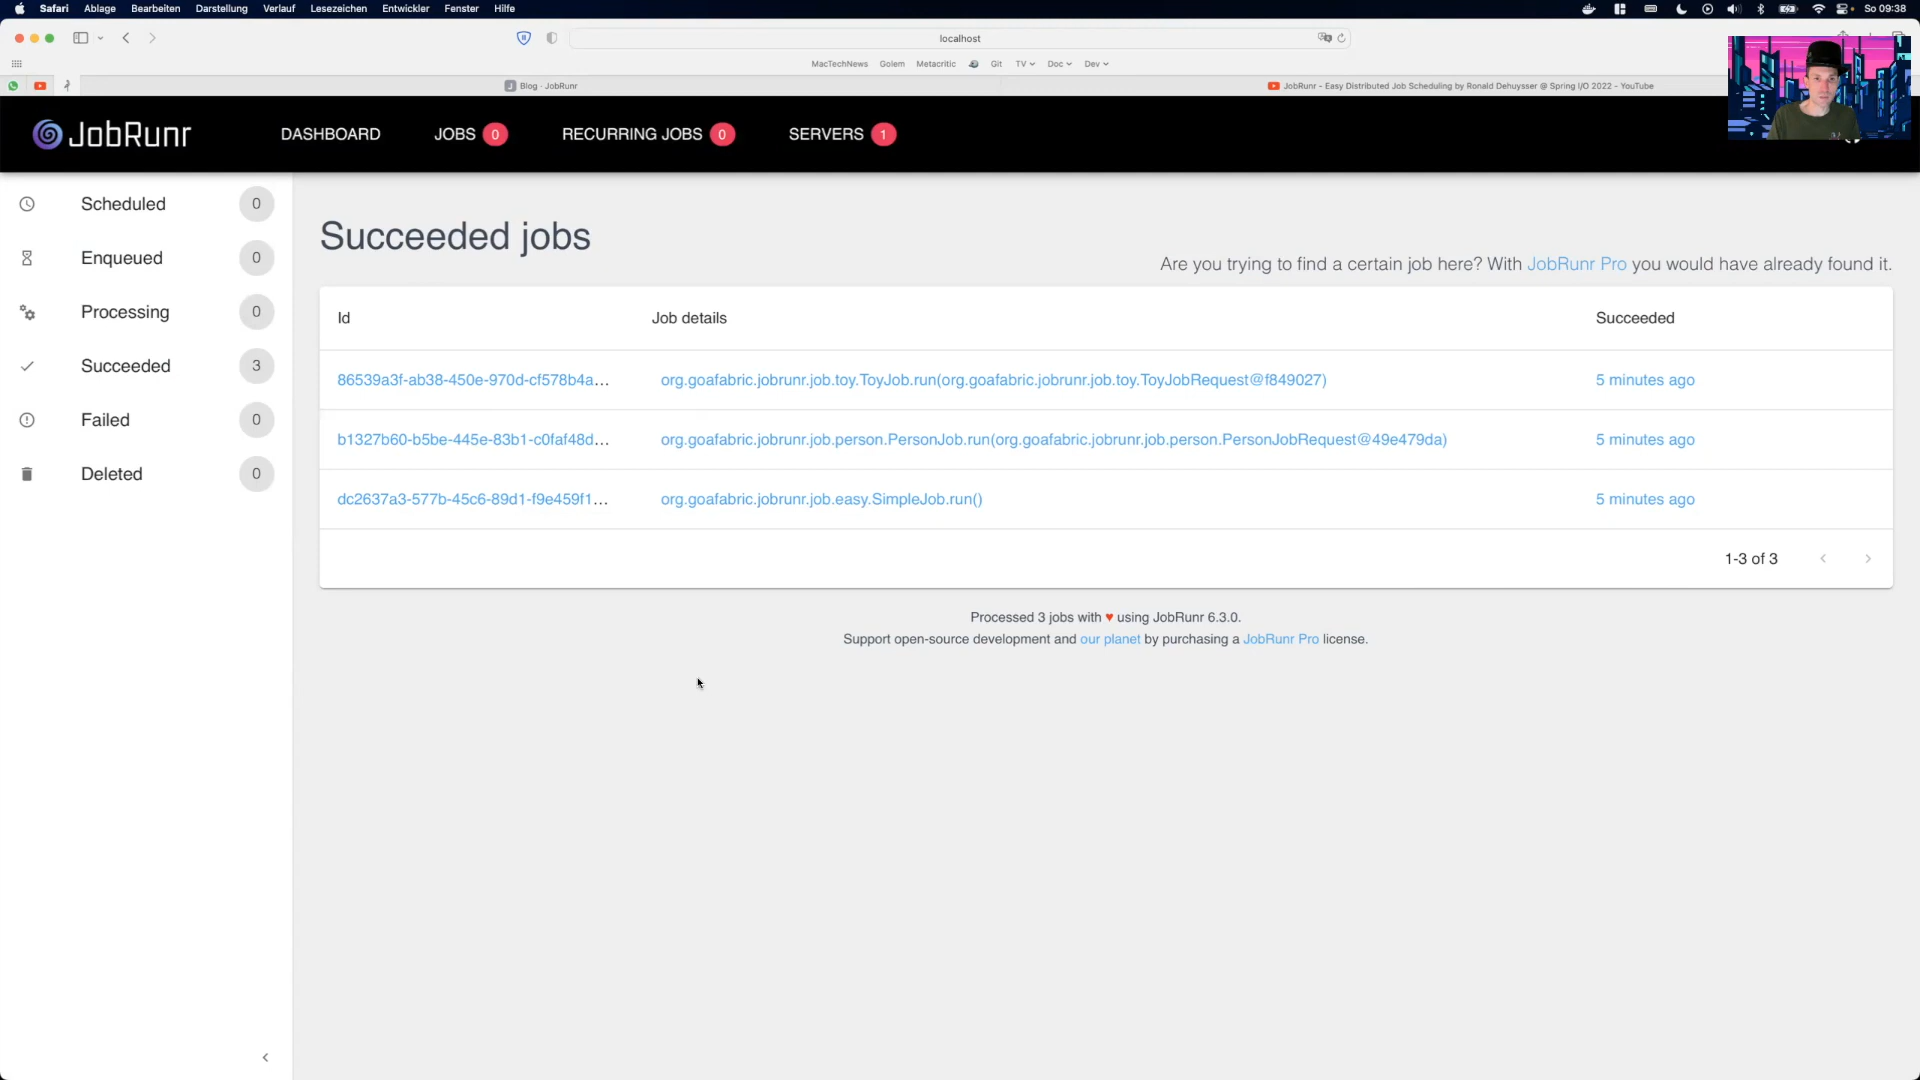 Safari Ablage Bearbeiten Darstellung Verlauf Lesezeichen Entwickler Fenster Hilfe So 09:38
localhost
MacTechNews Golem Metacritic Git TV Doc Dev
Blog - JobRunr JobRunr - Easy Distributed Job Scheduling by Ronald Dehuysser @ Spring I/O 2022 - YouTube
JobRunr DASHBOARD JOBS 0 RECURRING JOBS 0 SERVERS 1
Scheduled 0
Enqueued 0
Processing 0
Succeeded 3
Failed 0
Deleted 0
Succeeded jobs
Are you trying to find a certain job here? With JobRunr Pro you would have already found it.
Id Job details Succeeded
86539a3f-ab38-450e-970d-cf578b4a... org.goafabric.jobrunr.job.toy.ToyJob.run(org.goafabric.jobrunr.job.toy.ToyJobRequest@f849027) 5 minutes ago
b1327b60-b5be-445e-83b1-c0faf48d... org.goafabric.jobrunr.job.person.PersonJob.run(org.goafabric.jobrunr.job.person.PersonJobRequest@49e479da) 5 minutes ago
dc2637a3-577b-45c6-89d1-f9e459f1... org.goafabric.jobrunr.job.easy.SimpleJob.run() 5 minutes ago
1-3 of 3
Processed 3 jobs with ♥ using JobRunr 6.3.0.
Support open-source development and our planet by purchasing a JobRunr Pro license.